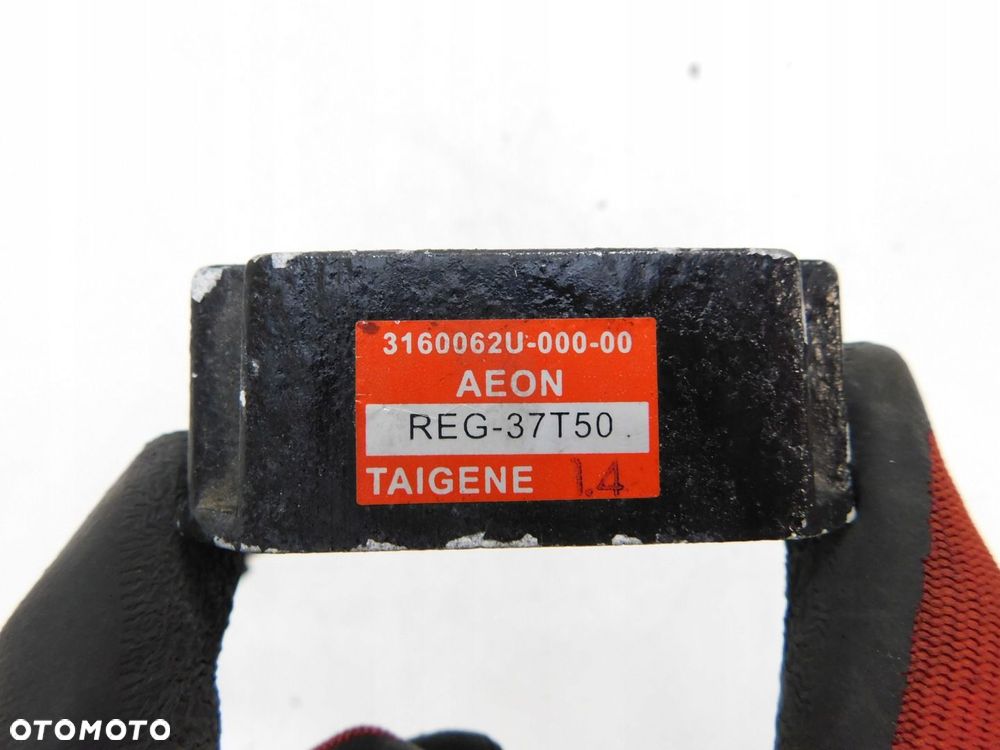 3160062U-000-00
AEON
REG-37T50
TAIGENE 1.4
OTOMOTO